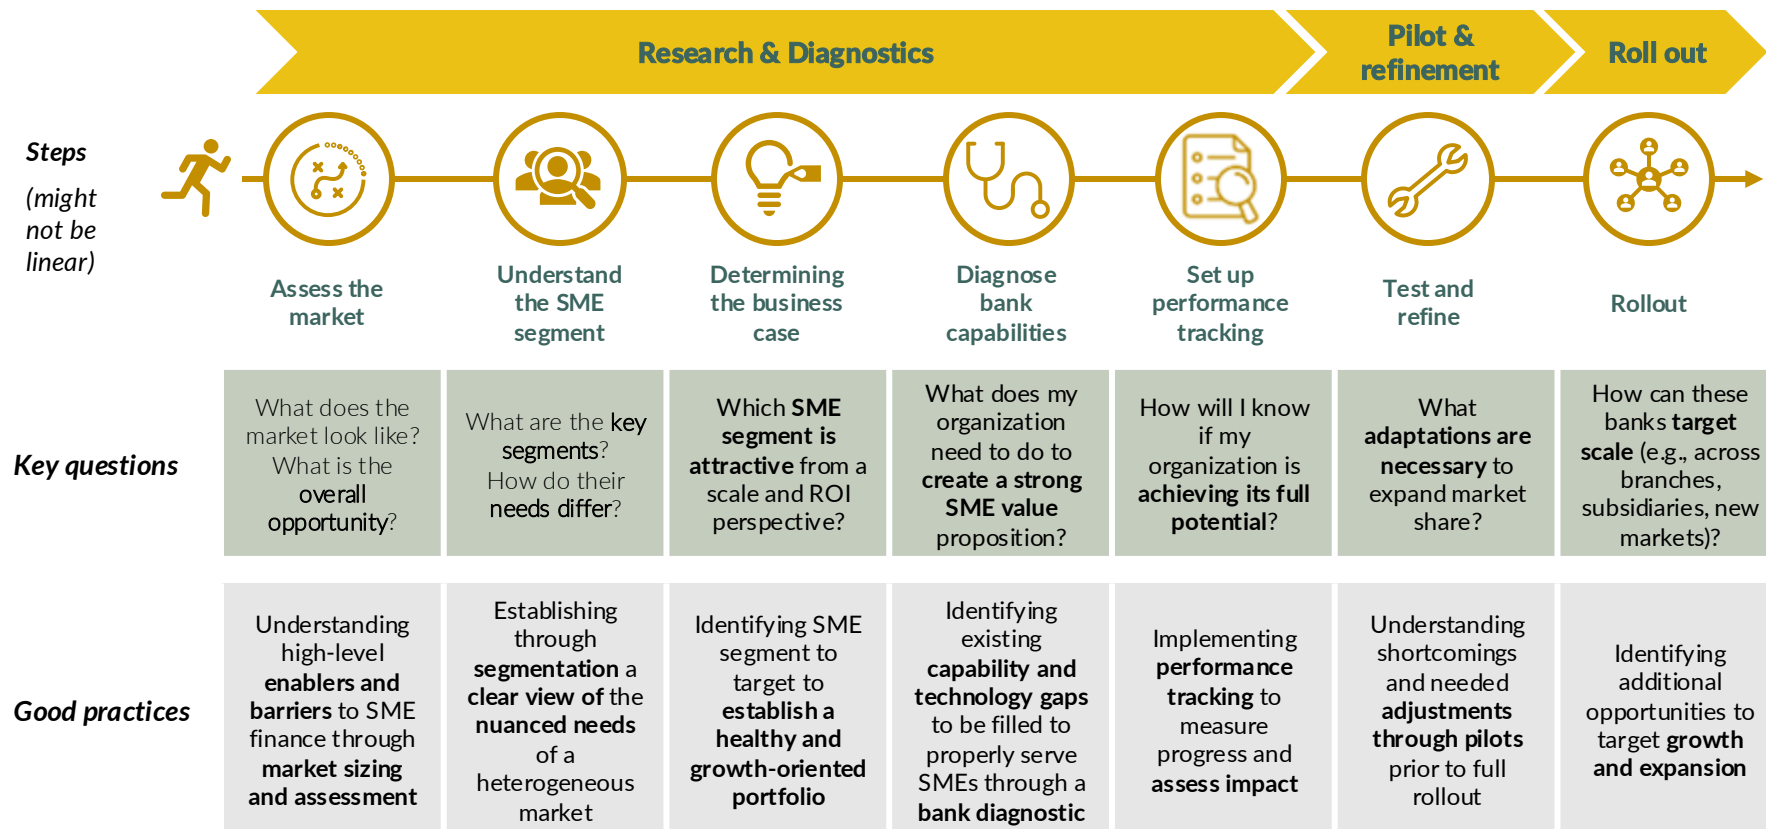 Research & Diagnostics
Pilot &
refinement
Roll out
Steps
(might
not be
linear)
Assess the
market
Understand
the SME
segment
Determining
the business
case
Diagnose
bank
capabilities
Set up
performance
tracking
Test and
refine
Rollout
Key questions
What does the
market look like?
What is the
overall
opportunity?
What are the key
segments?
How do their
needs differ?
Which SME
segment is
attractive from a
scale and ROI
perspective?
What does my
organization
need to do to
create a strong
SME value
proposition?
How will I know
if my
organization is
achieving its full
potential?
What
adaptations are
necessary to
expand market
share?
How can these
banks target
scale (e.g., across
branches,
subsidiaries, new
markets)?
Good practices
Understanding
high-level
enablers and
barriers to SME
finance through
market sizing
and assessment
Establishing
through
segmentation a
clear view of the
nuanced needs
of a
heterogeneous
market
Identifying SME
segment to
target to
establish a
healthy and
growth-oriented
portfolio
Identifying
existing
capability and
technology gaps
to be filled to
properly serve
SMEs through a
bank diagnostic
Implementing
performance
tracking to
measure
progress and
assess impact
Understanding
shortcomings
and needed
adjustments
through pilots
prior to full
rollout
Identifying
additional
opportunities to
target growth
and expansion